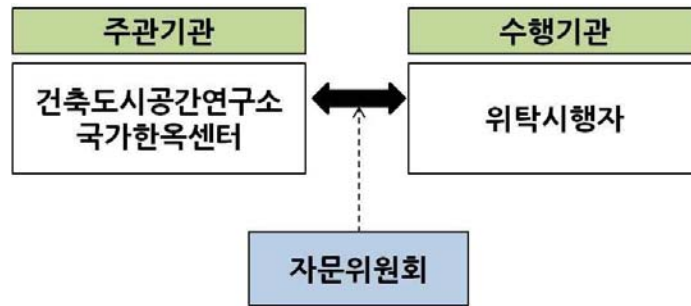 주관기관
건축도시공간연구소
국가한옥센터
수행기관
위탁시행자
자문위원회